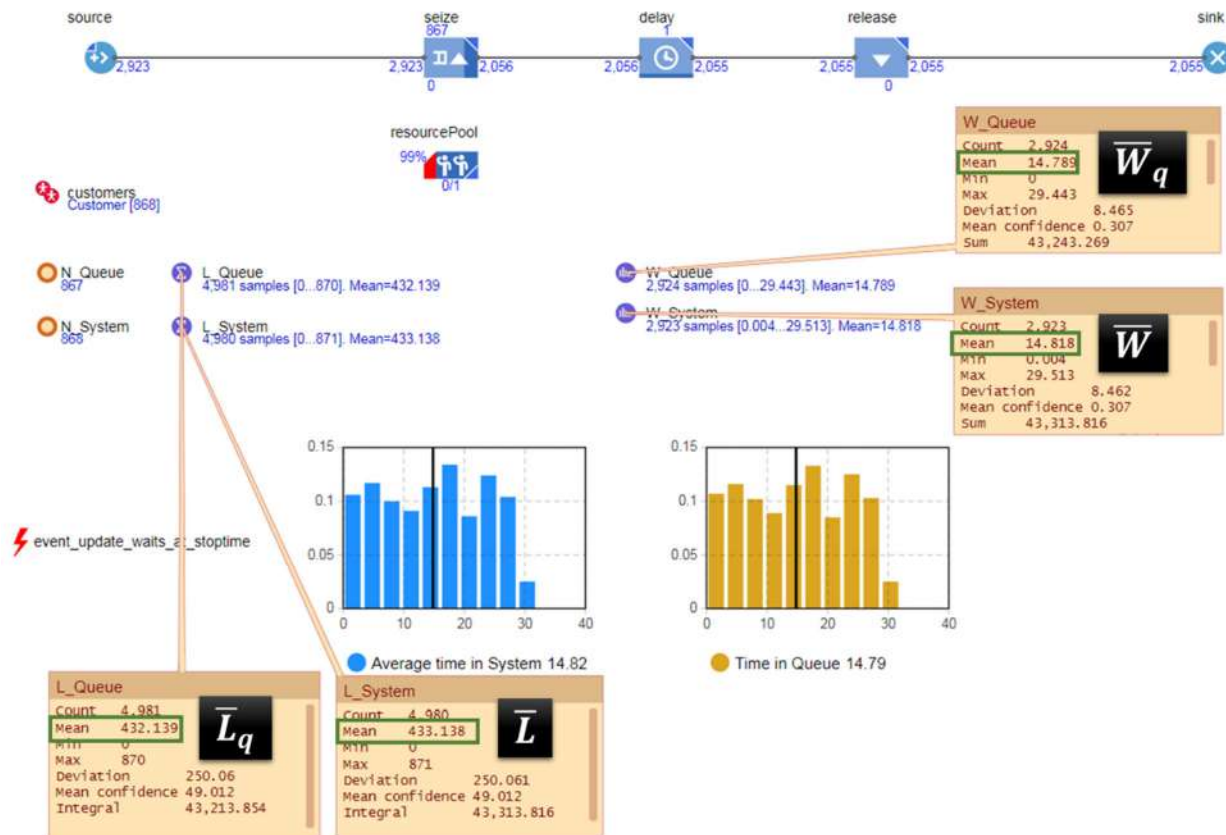 source
seize
delay
release
sink
867
1
2,923
2,923
2,056
2,056
2,055
2,055
2,055
2,055
0
0
resourcePool
99%
0/1
customers
Customer [868]
W_Queue
Count 2,924
Mean 14.789
Min 0
Max 29.443
Deviation 8.465
Mean confidence 0.307
Sum 43,243.269
W̅q
N_Queue
867
L_Queue
4,981 samples [0...870]. Mean=432.139
W_Queue
2,924 samples [0...29.443]. Mean=14.789
N_System
868
L_System
4,980 samples [0...871]. Mean=433.138
W_System
2,923 samples [0.004...29.513]. Mean=14.818
W_System
Count 2,923
Mean 14.818
Min 0.004
Max 29.513
Deviation 8.462
Mean confidence 0.307
Sum 43,313.816
W̅
event_update_waits_at_stoptime
0.15
0.1
0.05
0
0 10 20 30 40
Average time in System 14.82
0.15
0.1
0.05
0
0 10 20 30 40
Time in Queue 14.79
L_Queue
Count 4,981
Mean 432.139
Min 0
Max 870
Deviation 250.06
Mean confidence 49.012
Integral 43,213.854
L̅q
L_System
Count 4,980
Mean 433.138
Min 0
Max 871
Deviation 250.061
Mean confidence 49.012
Integral 43,313.816
L̅